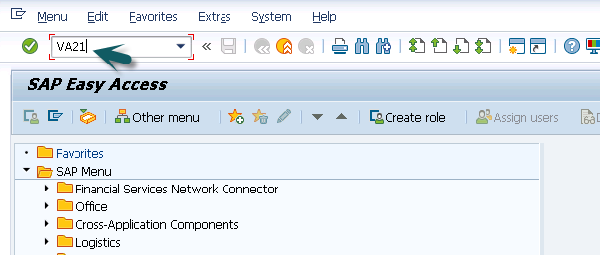 Menu Edit Favorites Extras System Help
VA21
SAP Easy Access
Other menu Create role Assign users
Favorites
SAP Menu
Financial Services Network Connector
Office
Cross-Application Components
Logistics